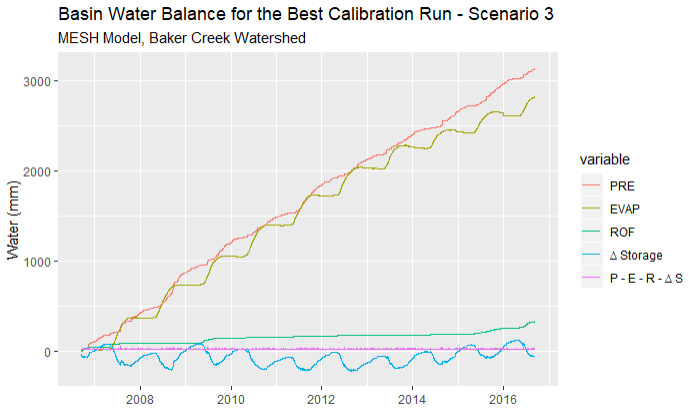 Basin Water Balance for the Best Calibration Run - Scenario 3
MESH Model, Baker Creek Watershed
Water (mm)
3000
2000
1000
0
2008 2010 2012 2014 2016
variable
PRE
EVAP
ROF
Δ Storage
P - E - R - Δ S